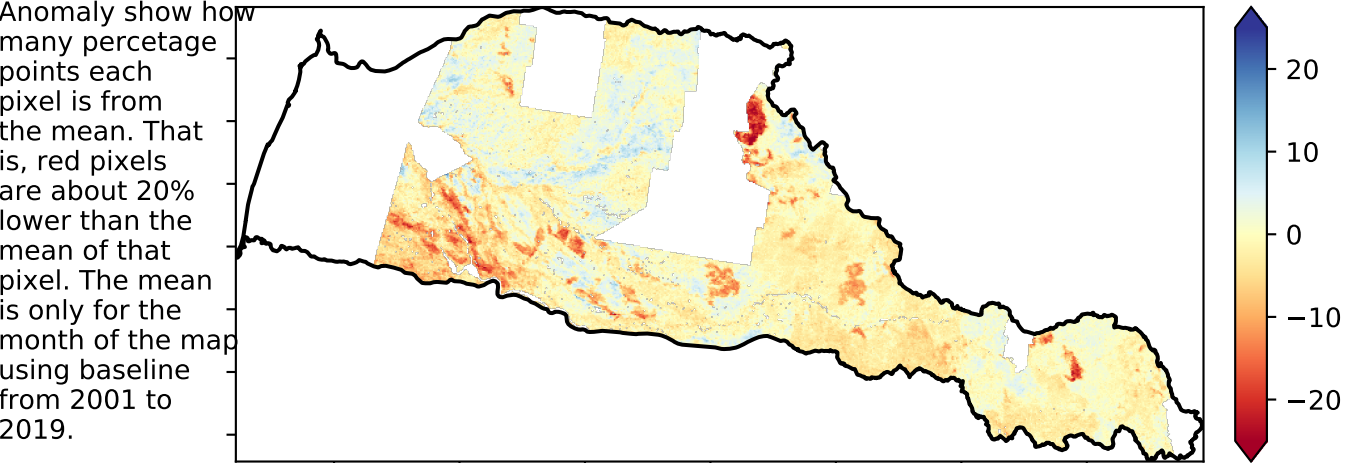 Anomaly show how
many percetage
points each
pixel is from
the mean. That
is, red pixels
are about 20%
lower than the
mean of that
pixel. The mean
is only for the
month of the map
using baseline
from 2001 to
2019.
20
10
0
−10
−20